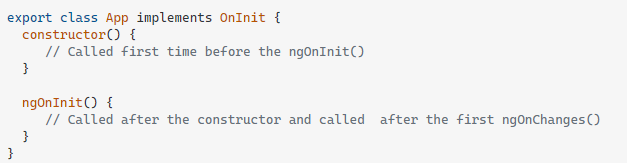 export class App implements OnInit {
  constructor() {
     // Called first time before the ngOnInit()
  }

  ngOnInit() {
     // Called after the constructor and called  after the first ngOnChanges()
  }
}